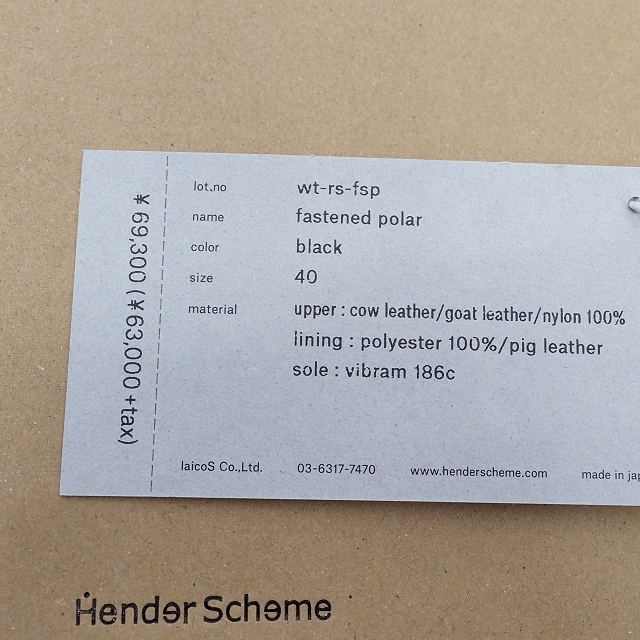 ¥69,300 (¥63,000 +tax)
lot.no wt-rs-fsp
name fastened polar
color black
size 40
material upper : cow leather/goat leather/nylon 100%
lining : polyester 100%/pig leather
sole : vibram 186c
laicoS Co.,Ltd. 03-6317-7470 www.henderscheme.com made in
Hender Scheme